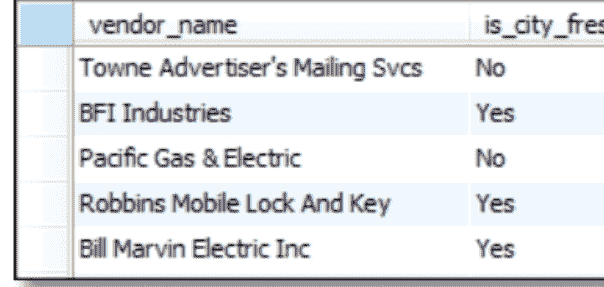 vendor_name is_city_fres
Towne Advertiser's Mailing Svcs No
BFI Industries Yes
Pacific Gas & Electric No
Robbins Mobile Lock And Key Yes
Bill Marvin Electric Inc Yes